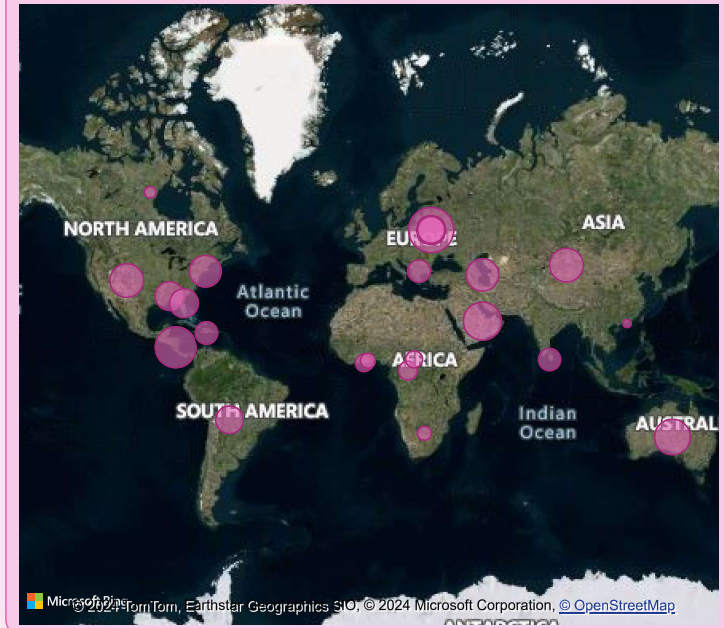 NORTH AMERICA
EUROPE
ASIA
Atlantic
Ocean
AFRICA
SOUTH AMERICA
Indian
Ocean
AUSTRAL
Microsoft Bing
© 2024 TomTom, Earthstar Geographics SIO, © 2024 Microsoft Corporation, © OpenStreetMap
ANTARCTICA